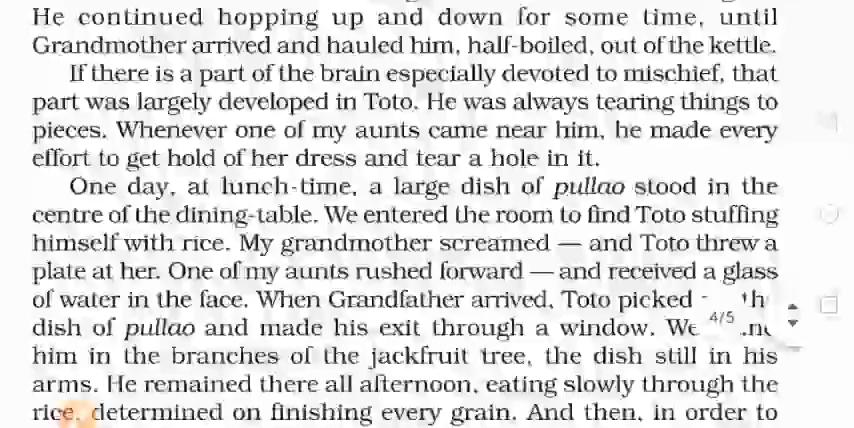 He continued hopping up and down for some time, until
Grandmother arrived and hauled him, half-boiled, out of the kettle.
If there is a part of the brain especially devoted to mischief, that
part was largely developed in Toto. He was always tearing things to
pieces. Whenever one of my aunts came near him, he made every
effort to get hold of her dress and tear a hole in it.
One day, at lunch-time, a large dish of pullao stood in the
centre of the dining-table. We entered the room to find Toto stuffing
himself with rice. My grandmother screamed — and Toto threw a
plate at her. One of my aunts rushed forward — and received a glass
of water in the face. When Grandfather arrived, Toto picked
dish of pullao and made his exit through a window. We
4/5
him in the branches of the jackfruit tree, the dish still in his
arms. He remained there all afternoon, eating slowly through the
rice, determined on finishing every grain. And then, in order to